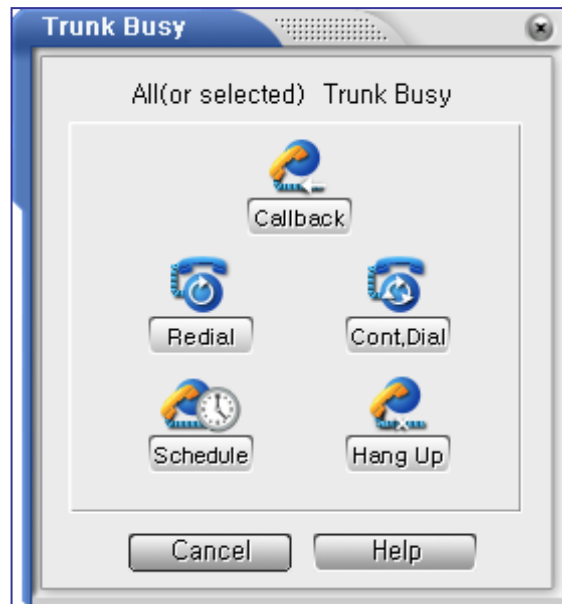 Trunk Busy
All(or selected) Trunk Busy
Callback
Redial Cont,Dial
Schedule Hang Up
Cancel Help